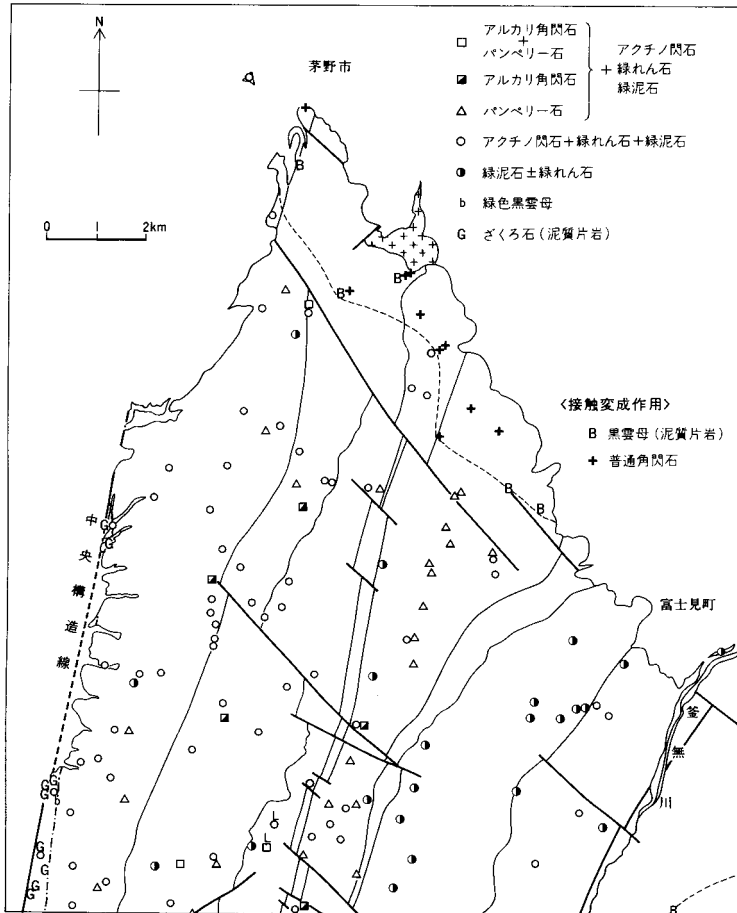 N
0 1 2km
茅野市
アルカリ角閃石
+
パンペリー石
アルカリ角閃石
パンペリー石
+
アクチノ閃石
緑れん石
緑泥石
アクチノ閃石+緑れん石+緑泥石
緑泥石±緑れん石
b 緑色黒雲母
G ざくろ石(泥質片岩)
〈接触変成作用〉
B 黒雲母(泥質片岩)
+ 普通角閃石
B
B
B
B
B
中央構造線
富士見町
釜無川
G
G
G
G
G
G
b
G
G
G
G
L
L
B